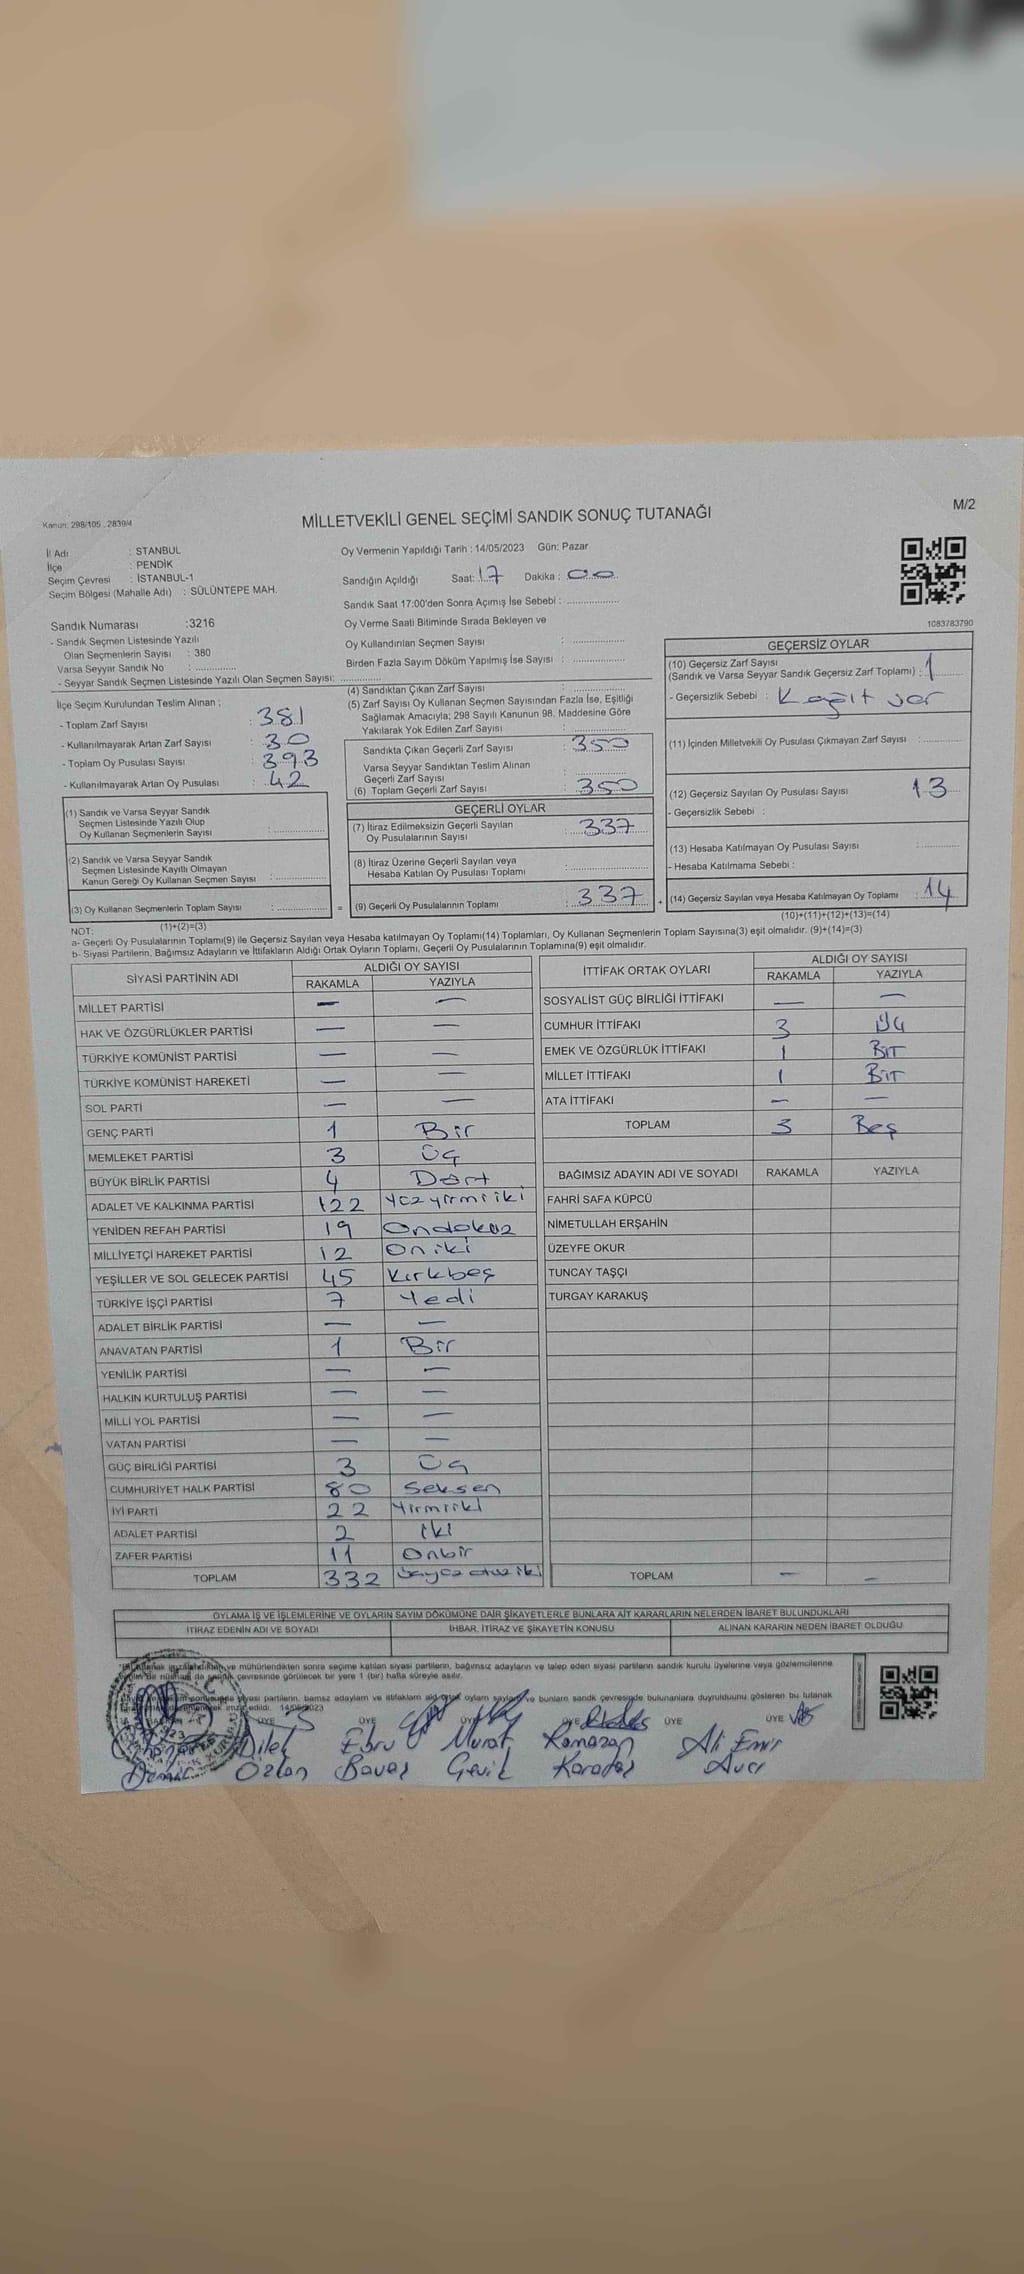 JA
M/2
Kanun: 298/105 . 2839/4
MİLLETVEKİLİ GENEL SEÇİMİ SANDIK SONUÇ TUTANAĞI
İl Adı : STANBUL
İlçe : PENDİK
Seçim Çevresi : İSTANBUL-1
Seçim Bölgesi (Mahalle Adı) : SÜLÜNTEPE MAH.
Sandık Numarası :3216
- Sandık Seçmen Listesinde Yazılı
Olan Seçmenlerin Sayısı : 380
Varsa Seyyar Sandık No : ..............
- Seyyar Sandık Seçmen Listesinde Yazılı Olan Seçmen Sayısı: ..............
Oy Vermenin Yapıldığı Tarih : 14/05/2023 Gün: Pazar
Sandığın Açıldığı Saat: 17 Dakika : 00
Sandık Saat 17:00'den Sonra Açımış İse Sebebi : ..................
Oy Verme Saati Bitiminde Sırada Bekleyen ve
Oy Kullandırılan Seçmen Sayısı : ..................
Birden Fazla Sayım Döküm Yapılmış İse Sayısı : ..................
1083783790
İlçe Seçim Kurulundan Teslim Alınan ;
- Toplam Zarf Sayısı : 381
- Kullanılmayarak Artan Zarf Sayısı : 30
- Toplam Oy Pusulası Sayısı : 393
- Kullanılmayarak Artan Oy Pusulası : 42
(1) Sandık ve Varsa Seyyar Sandık
Seçmen Listesinde Yazılı Olup
Oy Kullanan Seçmenlerin Sayısı : ..............
(2) Sandık ve Varsa Seyyar Sandık
Seçmen Listesinde Kayıtlı Olmayan
Kanun Gereği Oy Kullanan Seçmen Sayısı : ..............
(3) Oy Kullanan Seçmenlerin Toplam Sayısı : ..............
(1)+(2)=(3)
(4) Sandıktan Çıkan Zarf Sayısı : ..............
(5) Zarf Sayısı Oy Kullanan Seçmen Sayısından Fazla İse, Eşitliği
Sağlamak Amacıyla; 298 Sayılı Kanunun 98. Maddesine Göre
Yakılarak Yok Edilen Zarf Sayısı : ..............
Sandıkta Çıkan Geçerli Zarf Sayısı : 350
Varsa Seyyar Sandıktan Teslim Alınan
Geçerli Zarf Sayısı : ..............
(6) Toplam Geçerli Zarf Sayısı : 350
GEÇERLİ OYLAR
(7) İtiraz Edilmeksizin Geçerli Sayılan
Oy Pusulalarının Sayısı : 337
(8) İtiraz Üzerine Geçerli Sayılan veya
Hesaba Katılan Oy Pusulası Toplamı : ..............
= (9) Geçerli Oy Pusulalarının Toplamı : 337
GEÇERSİZ OYLAR
(10) Geçersiz Zarf Sayısı
(Sandık ve Varsa Seyyar Sandık Geçersiz Zarf Toplamı) : 1
- Geçersizlik Sebebi : Kağıt var
(11) İçinden Milletvekili Oy Pusulası Çıkmayan Zarf Sayısı : ..............
(12) Geçersiz Sayılan Oy Pusulası Sayısı : 13
- Geçersizlik Sebebi :
(13) Hesaba Katılmayan Oy Pusulası Sayısı : ..............
- Hesaba Katılmama Sebebi :
+ (14) Geçersiz Sayılan veya Hesaba Katılmayan Oy Toplamı : 14
(10)+(11)+(12)+(13)=(14)
NOT:
a- Geçerli Oy Pusulalarının Toplamı(9) ile Geçersiz Sayılan veya Hesaba katılmayan Oy Toplamı(14) Toplamları, Oy Kullanan Seçmenlerin Toplam Sayısına(3) eşit olmalıdır. (9)+(14)=(3)
b- Siyasi Partilerin, Bağımsız Adayların ve İttifakların Aldığı Ortak Oyların Toplamı, Geçerli Oy Pusulalarının Toplamına(9) eşit olmalıdır.
SİYASİ PARTİNİN ADI ALDIĞI OY SAYISI
RAKAMLA YAZIYLA
MİLLET PARTİSİ — —
HAK VE ÖZGÜRLÜKLER PARTİSİ — —
TÜRKİYE KOMÜNİST PARTİSİ — —
TÜRKİYE KOMÜNİST HAREKETİ — —
SOL PARTİ — —
GENÇ PARTİ 1 Bir
MEMLEKET PARTİSİ 3 Üç
BÜYÜK BİRLİK PARTİSİ 4 Dört
ADALET VE KALKINMA PARTİSİ 122 Yüzyirmiiki
YENİDEN REFAH PARTİSİ 19 Ondokuz
MİLLİYETÇİ HAREKET PARTİSİ 12 Oniki
YEŞİLLER VE SOL GELECEK PARTİSİ 45 Kırkbeş
TÜRKİYE İŞÇİ PARTİSİ 7 Yedi
ADALET BİRLİK PARTİSİ — —
ANAVATAN PARTİSİ 1 Bir
YENİLİK PARTİSİ — —
HALKIN KURTULUŞ PARTİSİ — —
MİLLİ YOL PARTİSİ — —
VATAN PARTİSİ — —
GÜÇ BİRLİĞİ PARTİSİ 3 Üç
CUMHURİYET HALK PARTİSİ 80 Seksen
İYİ PARTİ 22 Yirmiiki
ADALET PARTİSİ 2 iki
ZAFER PARTİSİ 11 Onbir
TOPLAM 332 üçyüzotuziki
İTTİFAK ORTAK OYLARI ALDIĞI OY SAYISI
RAKAMLA YAZIYLA
SOSYALİST GÜÇ BİRLİĞİ İTTİFAKI — —
CUMHUR İTTİFAKI 3 Üç
EMEK VE ÖZGÜRLÜK İTTİFAKI 1 Bir
MİLLET İTTİFAKI 1 Bir
ATA İTTİFAKI — —
TOPLAM 3 Beş
BAĞIMSIZ ADAYIN ADI VE SOYADI RAKAMLA YAZIYLA
FAHRİ SAFA KÜPCÜ
NİMETULLAH ERŞAHİN
ÜZEYFE OKUR
TUNCAY TAŞÇI
TURGAY KARAKUŞ
TOPLAM — —
OYLAMA İŞ VE İŞLEMLERİNE VE OYLARIN SAYIM DÖKÜMÜNE DAİR ŞİKAYETLERLE BUNLARA AİT KARARLARIN NELERDEN İBARET BULUNDUKLARI
İTİRAZ EDENİN ADI VE SOYADI İHBAR, İTİRAZ VE ŞİKAYETİN KONUSU ALINAN KARARIN NEDEN İBARET OLDUĞU
ve mühürlendikten sonra seçime katılan siyasi partilerin, bağımsız adayların ve talep eden siyasi partilerin sandık kurulu üyelerine veya gözlemcilerine
da sandık çevresinde görülecek bir yere 1 (bir) hafta süreyle asılır.
siyasi partilerin, adayların ve ittifakların ve bunların sandık çevresinde bulunanlara duyurulduunu gösteren bu tutanak
edildi. 14/05/2023
ÜYE ÜYE ÜYE ÜYE ÜYE ÜYE
Dilek Ebru Murat Ramazan Ali Emir
Demir Özlan Gevik Avcı